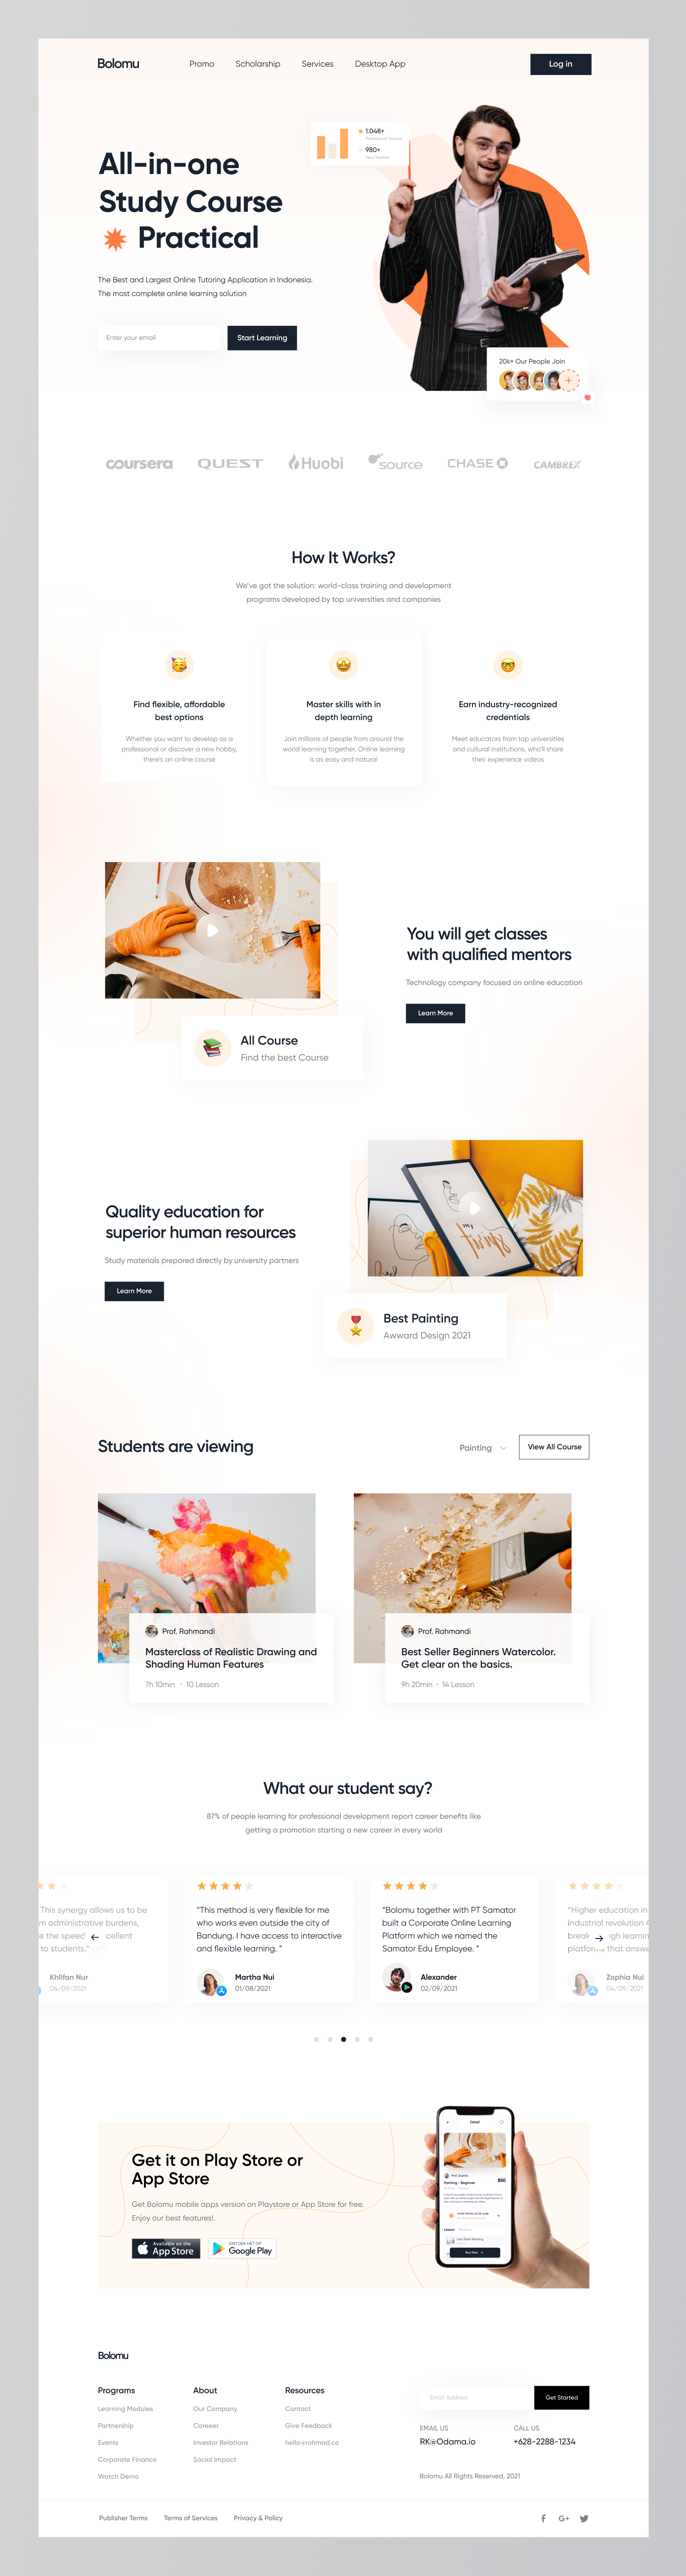 Bolomu
Promo
Scholarship
Services
Desktop App
Log in
1.048+
Professional Teacher
980+
New Teacher
All-in-one
Study Course
Practical
The Best and Largest Online Tutoring Application in Indonesia.
The most complete online learning solution
Enter your email
Start Learning
20k+ Our People Join
coursera
QUEST
Huobi
source
CHASE
CAMBREX
How It Works?
We've got the solution: world-class training and development
programs developed by top universities and companies
Find flexible, affordable
best options
Whether you want to develop as a
professional or discover a new hobby,
there's an online course
Master skills with in
depth learning
Join millions of people from around the
world learning together. Online learning
is as easy and natural
Earn industry-recognized
credentials
Meet educators from top universities
and cultural institutions, who'll share
their experience videos
You will get classes
with qualified mentors
Technology company focused on online education
Learn More
All Course
Find the best Course
Quality education for
superior human resources
Study materials prepared directly by university partners
Learn More
Best Painting
Awward Design 2021
Students are viewing
Painting
View All Course
Prof. Rahmandi
Masterclass of Realistic Drawing and
Shading Human Features
7h 10min • 10 Lesson
Prof. Rahmandi
Best Seller Beginners Watercolor.
Get clear on the basics.
9h 20min • 14 Lesson
What our student say?
87% of people learning for professional development report career benefits like
getting a promotion starting a new career in every world
This synergy allows us to be
m administrative burdens,
e the speed
to students."
Khlifan Nur
04/09/2021
"This method is very flexible for me
who works even outside the city of
Bandung. I have access to interactive
and flexible learning. "
Martha Nui
01/08/2021
"Bolomu together with PT Samator
built a Corporate Online Learning
Platform which we named the
Samator Edu Employee. "
Alexander
02/09/2021
"Higher education in
industrial revolution
learnin
that answe
Zophia Nui
04/09/2021
Get it on Play Store or
App Store
Get Bolomu mobile apps version on Playstore or App Store for free.
Enjoy our best features!.
Available on the
App Store
ONTDEK HET OP
Google Play
Detail
$50
Painting - Beginner
Lesson
Buy Now
Bolomu
Programs
Learning Modules
Partnership
Events
Corporate Finance
Watch Demo
About
Our Company
Careeer
Investor Relations
Social Impact
Resources
Contact
Give Feedback
hello@rohmad.co
Email Address
Get Started
EMAIL US
RK@Odama.io
CALL US
+628-2288-1234
Bolomu All Rights Reserved, 2021
Publisher Terms
Terms of Services
Privacy & Policy